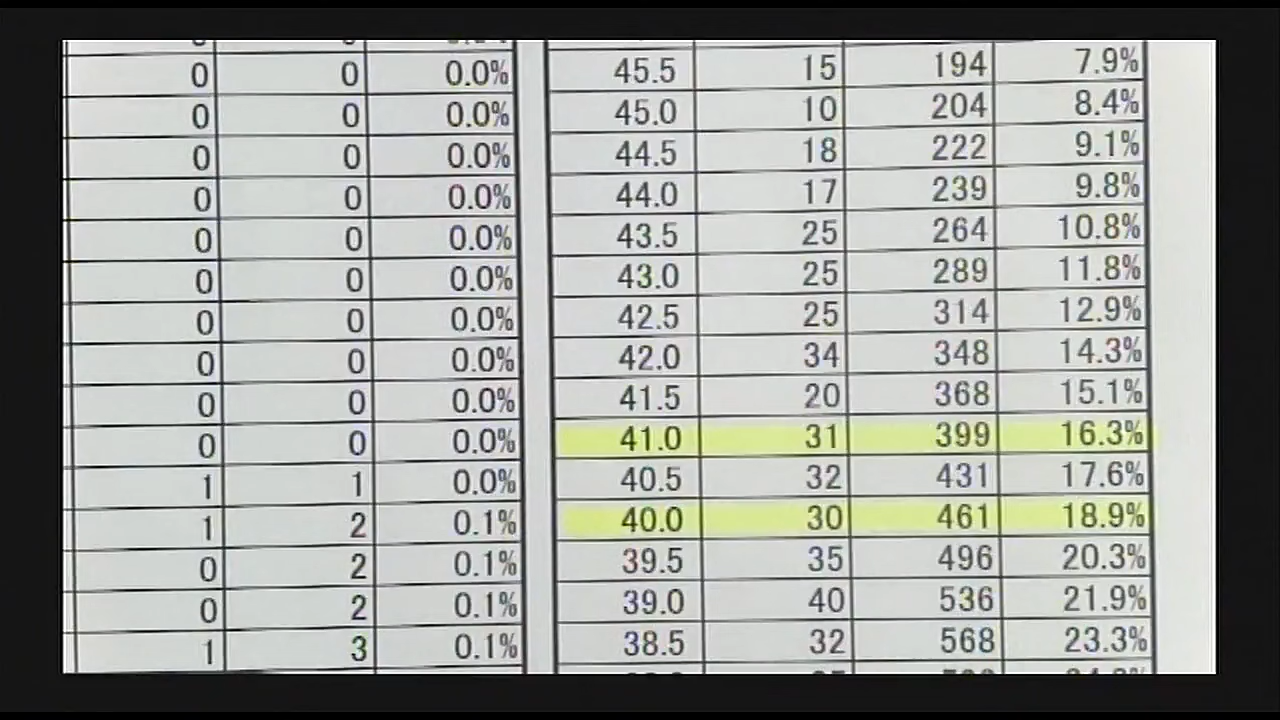 0 0 0.0% 45.5 15 194 7.9%
0 0 0.0% 45.0 10 204 8.4%
0 0 0.0% 44.5 18 222 9.1%
0 0 0.0% 44.0 17 239 9.8%
0 0 0.0% 43.5 25 264 10.8%
0 0 0.0% 43.0 25 289 11.8%
0 0 0.0% 42.5 25 314 12.9%
0 0 0.0% 42.0 34 348 14.3%
0 0 0.0% 41.5 20 368 15.1%
0 0 0.0% 41.0 31 399 16.3%
1 1 0.0% 40.5 32 431 17.6%
1 2 0.1% 40.0 30 461 18.9%
0 2 0.1% 39.5 35 496 20.3%
0 2 0.1% 39.0 40 536 21.9%
1 3 0.1% 38.5 32 568 23.3%